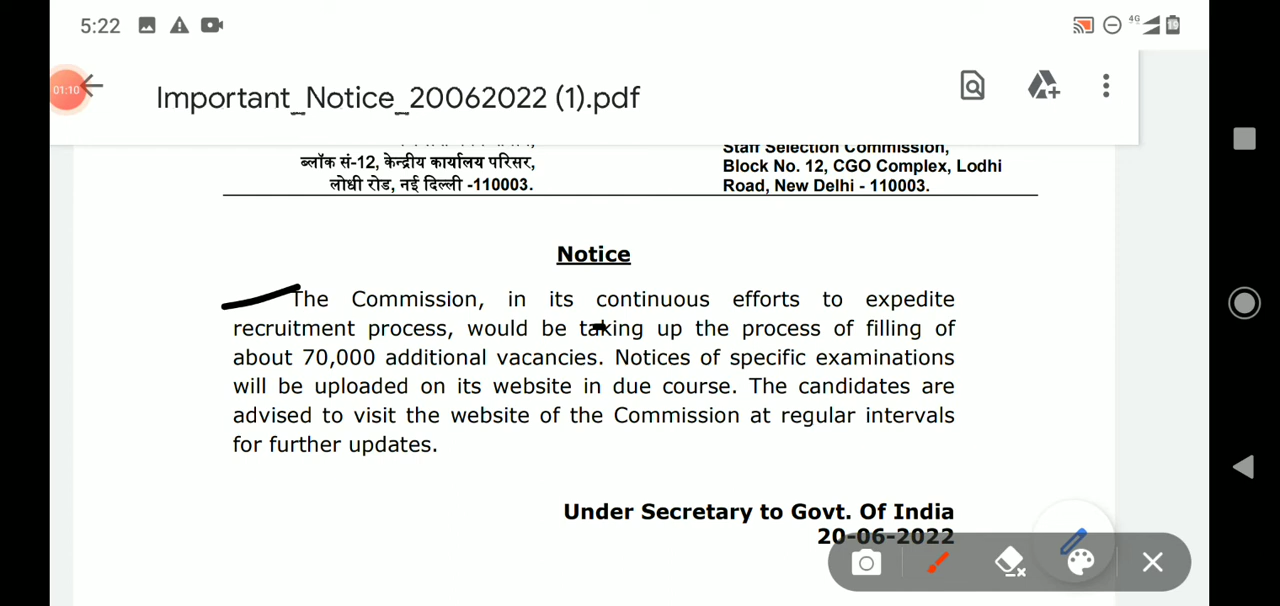 5:22
4G
01:10
Important_Notice_20062022 (1).pdf
ब्लॉक सं-12, केन्द्रीय कार्यालय परिसर,
लोधी रोड, नई दिल्ली -110003.
Staff Selection Commission,
Block No. 12, CGO Complex, Lodhi
Road, New Delhi - 110003.
Notice
The Commission, in its continuous efforts to expedite
recruitment process, would be taking up the process of filling of
about 70,000 additional vacancies. Notices of specific examinations
will be uploaded on its website in due course. The candidates are
advised to visit the website of the Commission at regular intervals
for further updates.
Under Secretary to Govt. Of India
20-06-2022